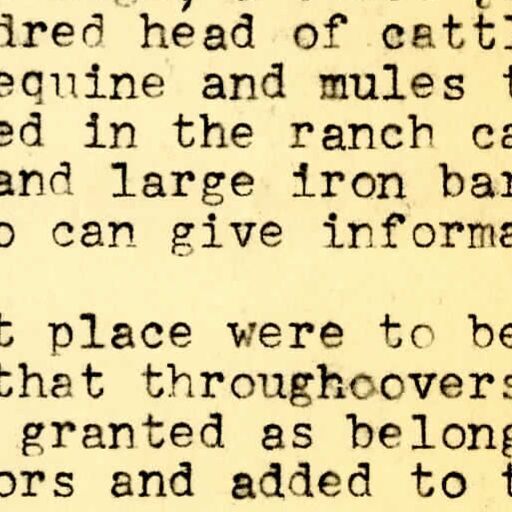 dred head of cattl
equine and mules t
ed in the ranch ca
and large iron bar
o can give informa
t place were to be
that throughoovers
granted as belong
ors and added to t